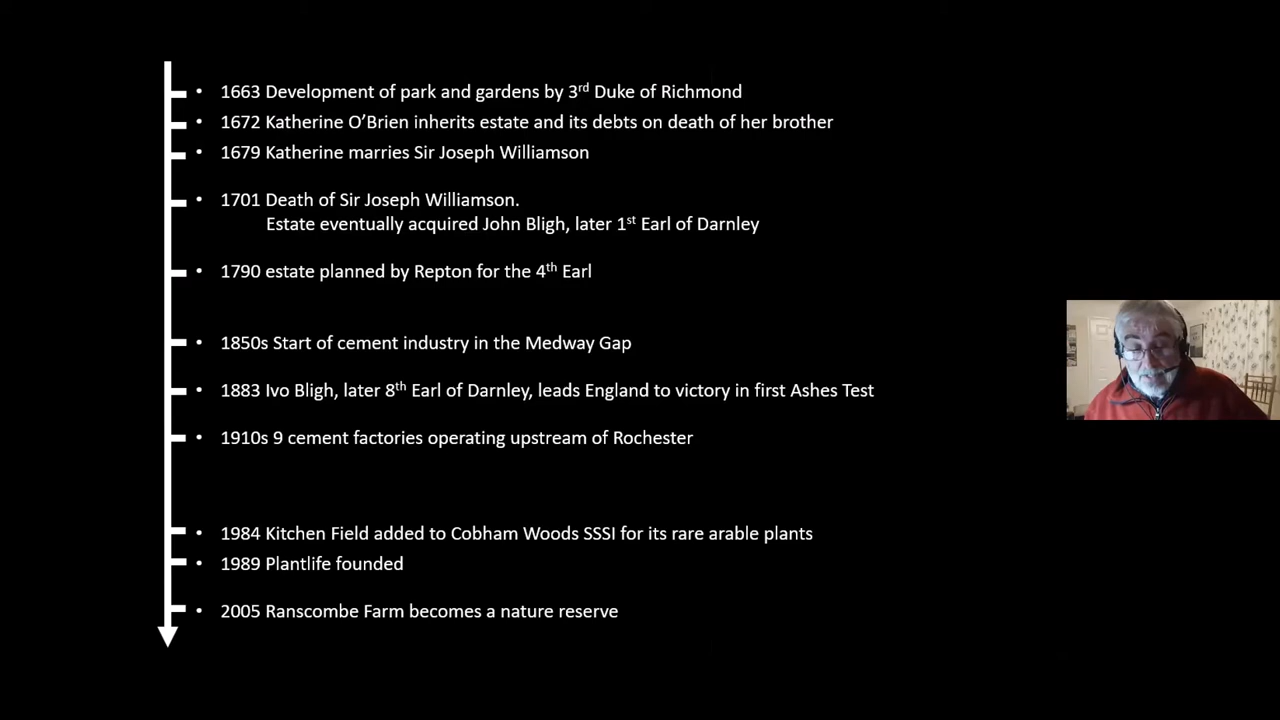 • 1663 Development of park and gardens by 3rd Duke of Richmond
• 1672 Katherine O’Brien inherits estate and its debts on death of her brother
• 1679 Katherine marries Sir Joseph Williamson
• 1701 Death of Sir Joseph Williamson.
Estate eventually acquired John Bligh, later 1st Earl of Darnley
• 1790 estate planned by Repton for the 4th Earl
• 1850s Start of cement industry in the Medway Gap
• 1883 Ivo Bligh, later 8th Earl of Darnley, leads England to victory in first Ashes Test
• 1910s 9 cement factories operating upstream of Rochester
• 1984 Kitchen Field added to Cobham Woods SSSI for its rare arable plants
• 1989 Plantlife founded
• 2005 Ranscombe Farm becomes a nature reserve